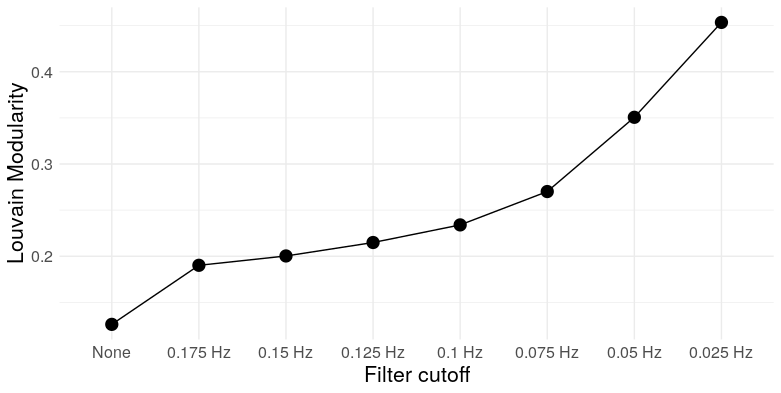 Louvain Modularity
0.4
0.3
0.2
None 0.175 Hz 0.15 Hz 0.125 Hz 0.1 Hz 0.075 Hz 0.05 Hz 0.025 Hz
Filter cutoff